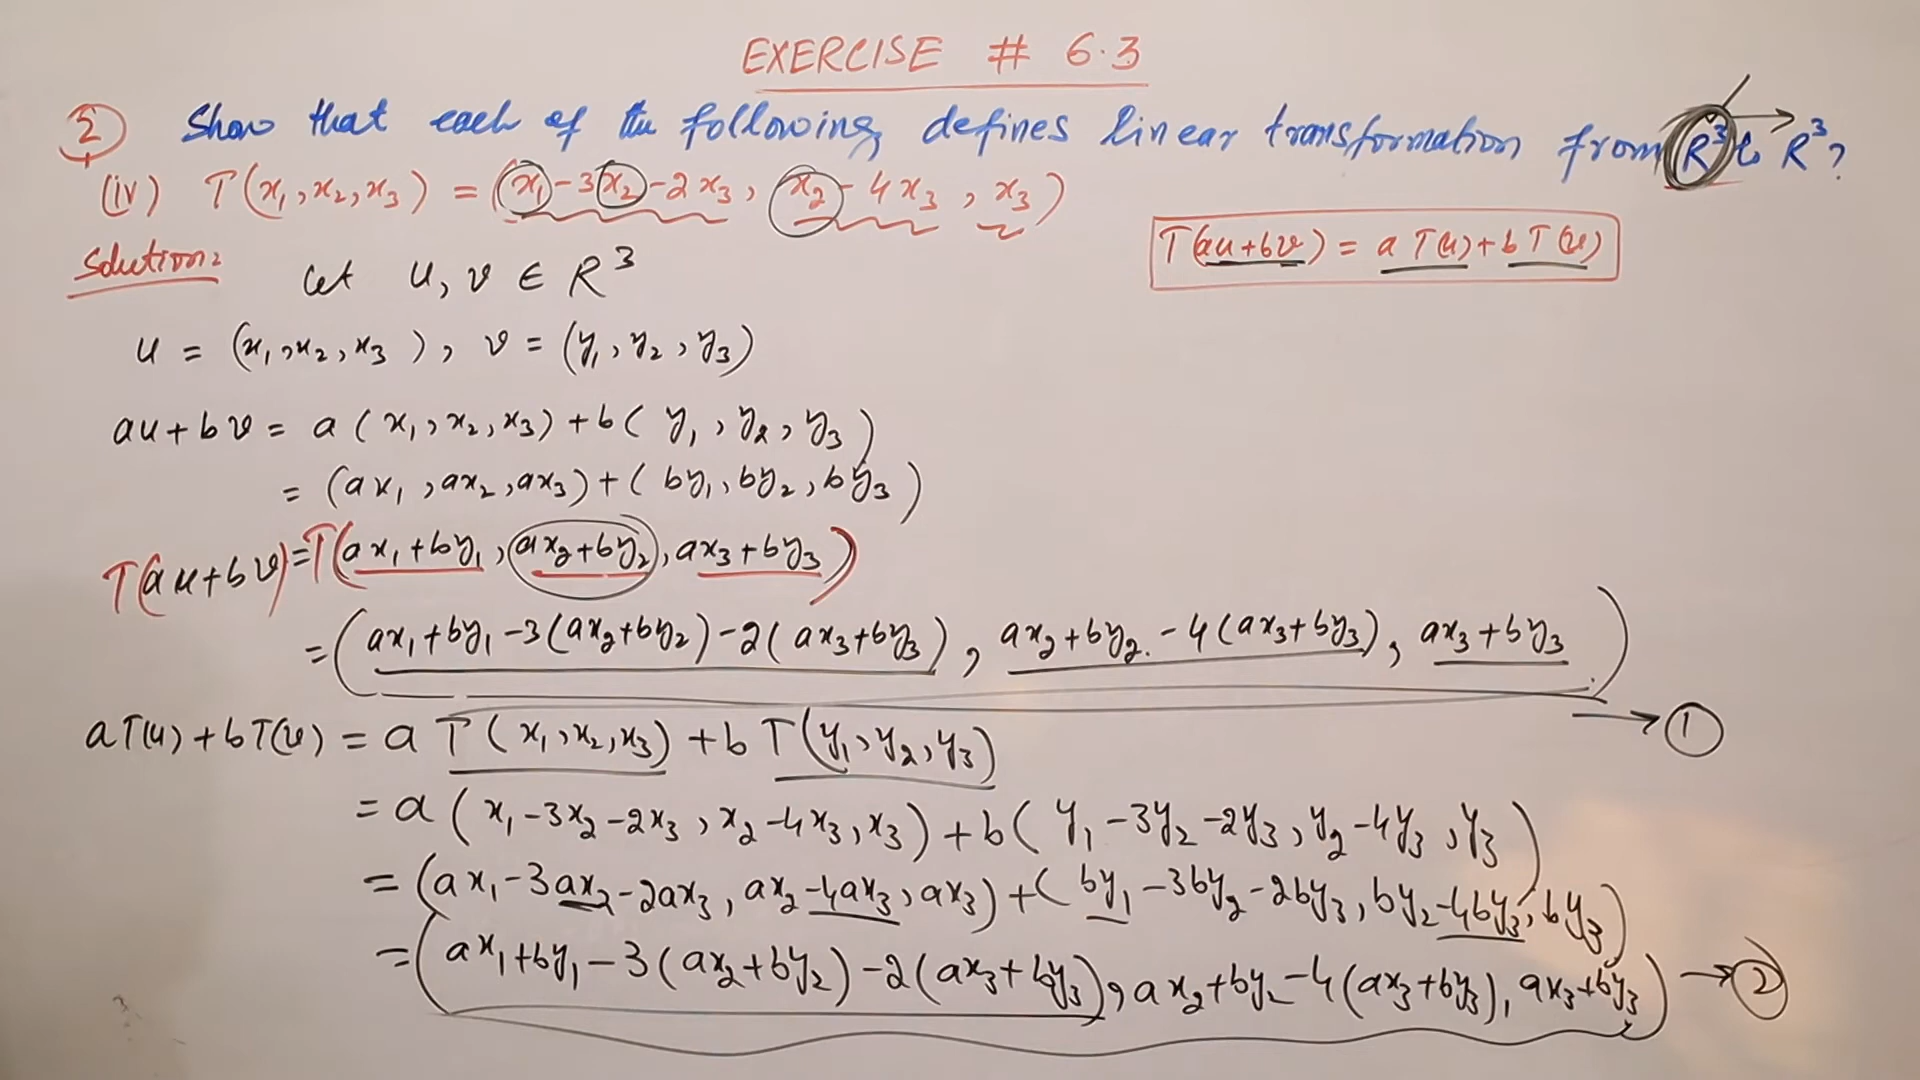 EXERCISE # 6.3
2 Show that each of the following defines linear transformation from R³ to R³?
(iv) T(x₁, x₂, x₃) = (x₁ - 3x₂ - 2x₃, x₂ - 4x₃, x₃)
T(au+bv) = a T(u) + b T(v)
Solution: let u, v ∈ R³
u = (x₁, x₂, x₃), v = (y₁, y₂, y₃)
au + bv = a(x₁, x₂, x₃) + b(y₁, y₂, y₃)
= (ax₁, ax₂, ax₃) + (by₁, by₂, by₃)
T(au+bv) = T(ax₁+by₁, ax₂+by₂, ax₃+by₃)
= (ax₁+by₁ - 3(ax₂+by₂) - 2(ax₃+by₃), ax₂+by₂ - 4(ax₃+by₃), ax₃+by₃)
→ 1
aT(u) + bT(v) = a T(x₁, x₂, x₃) + b T(y₁, y₂, y₃)
= a(x₁ - 3x₂ - 2x₃, x₂ - 4x₃, x₃) + b(y₁ - 3y₂ - 2y₃, y₂ - 4y₃, y₃)
= (ax₁ - 3ax₂ - 2ax₃, ax₂ - 4ax₃, ax₃) + (by₁ - 3by₂ - 2by₃, by₂ - 4by₃, by₃)
= (ax₁+by₁ - 3(ax₂+by₂) - 2(ax₃+by₃), ax₂+by₂ - 4(ax₃+by₃), ax₃+by₃) → 2